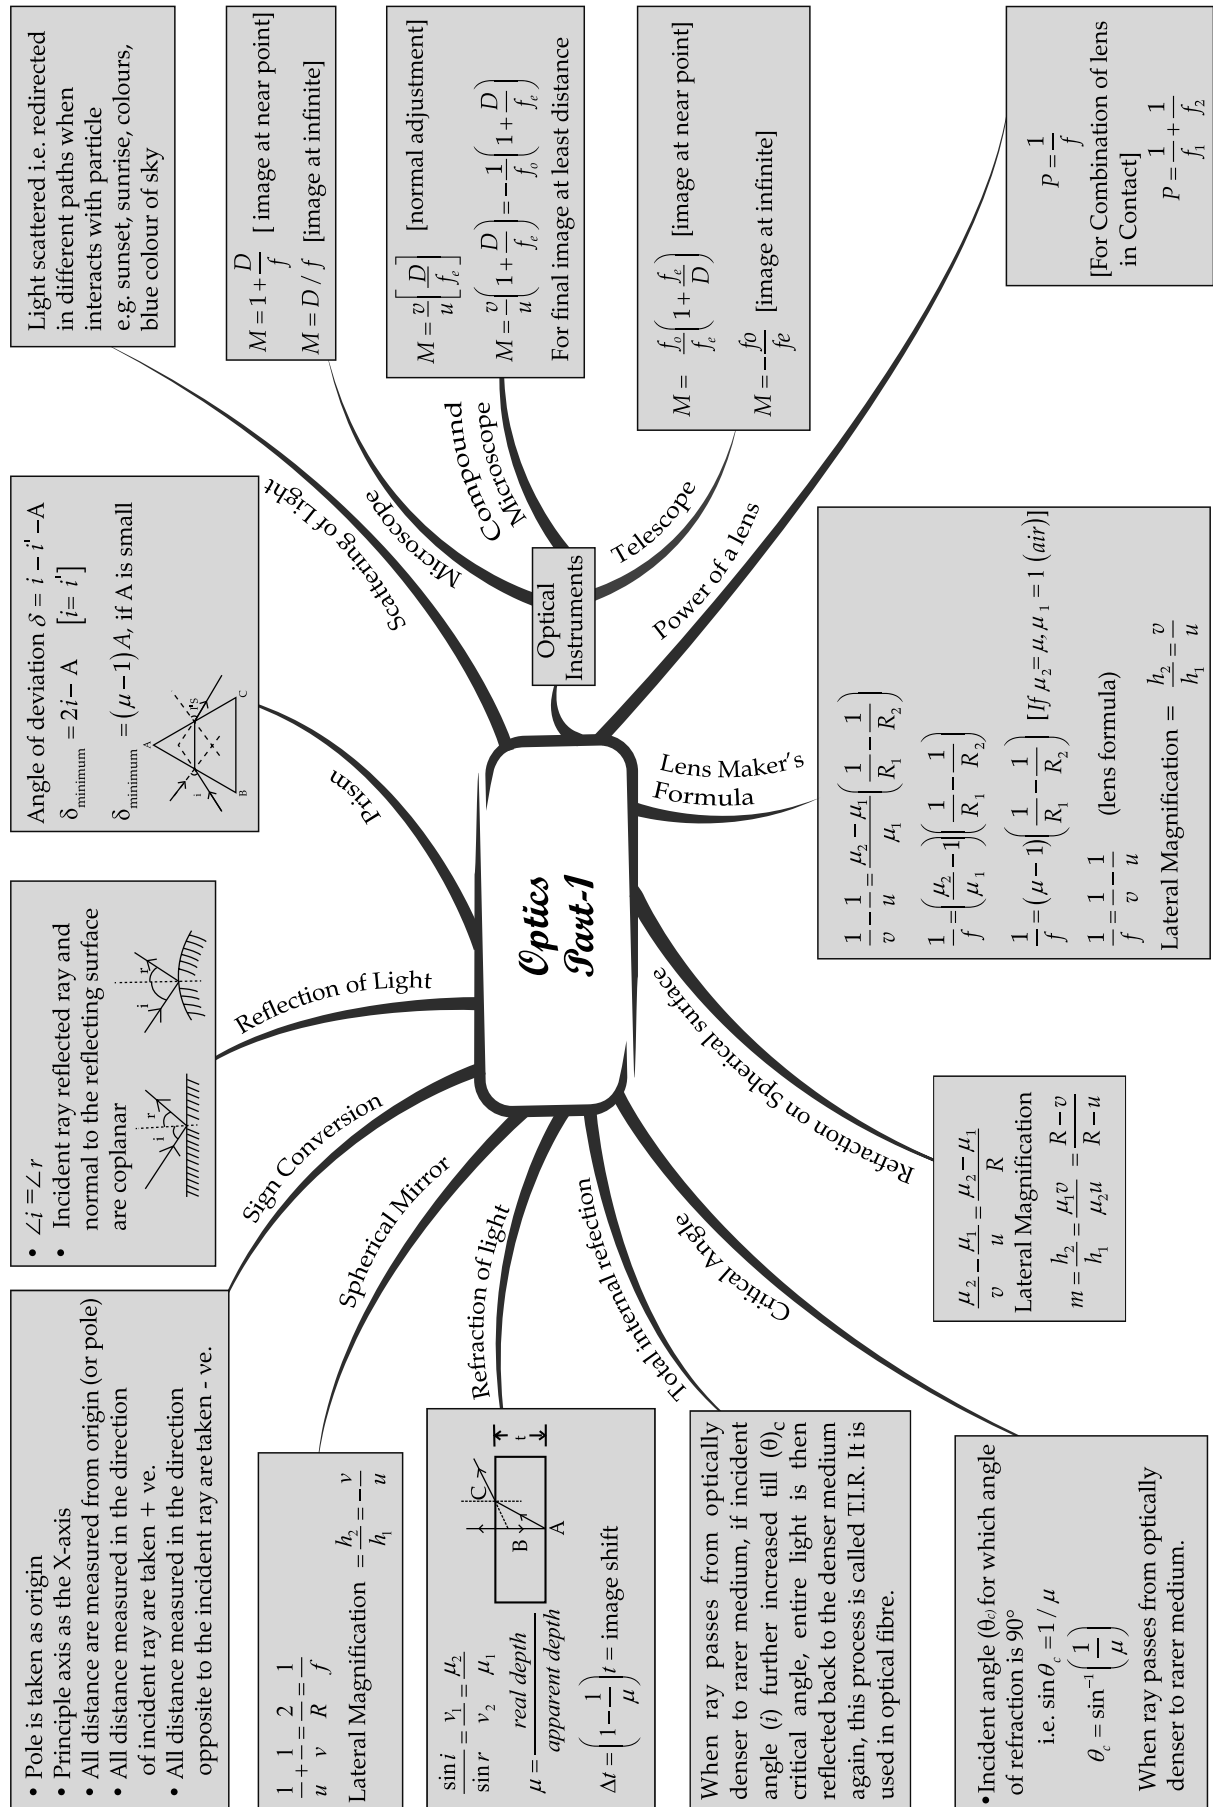 Optics
Part-1
Scattering of Light
Light scattered i.e. redirected
in different paths when
interacts with particle
e.g. sunset, sunrise, colours,
blue colour of sky
Optical
Instruments
Microscope
M = 1 + D/f [image at near point]
M = D / f [image at infinite]
Compound
Microscope
M = v/u [D/f_e] [normal adjustment]
M = v/u (1 + D/f_e) = − 1/f_o (1 + D/f_e)
For final image at least distance
Telescope
M = f_o/f_e (1 + f_e/D) [image at near point]
M = − fo/fe [image at infinite]
Power of a lens
P = 1/f
[For Combination of lens
in Contact]
P = 1/f_1 + 1/f_2
Lens Maker's
Formula
1/v − 1/u = (μ_2 − μ_1)/μ_1 (1/R_1 − 1/R_2)
1/f = (μ_2/μ_1 − 1)(1/R_1 − 1/R_2)
1/f = (μ − 1)(1/R_1 − 1/R_2) [If μ_2 = μ, μ_1 = 1 (air)]
1/f = 1/v − 1/u (lens formula)
Lateral Magnification = h_2/h_1 = v/u
Refraction on Spherical surface
μ_2/v − μ_1/u = (μ_2 − μ_1)/R
Lateral Magnification
m = h_2/h_1 = μ_1v/μ_2u = (R − v)/(R − u)
Critical Angle
• Incident angle (θ_c) for which angle
of refraction is 90°
i.e. sin θ_c = 1 / μ
θ_c = sin⁻¹(1/μ)
When ray passes from optically
denser to rarer medium.
Total internal refection
When ray passes from optically
denser to rarer medium, if incident
angle (i) further increased till (θ)_c
critical angle, entire light is then
reflected back to the denser medium
again, this process is called T.I.R. It is
used in optical fibre.
Refraction of light
sin i/sin r = v_1/v_2 = μ_2/μ_1
μ = real depth/apparent depth
Δt = (1 − 1/μ)t = image shift
A
B
C
t
Spherical Mirror
1/u + 1/v = 2/R = 1/f
Lateral Magnification = h_2/h_1 = − v/u
Sign Conversion
• Pole is taken as origin
• Principle axis as the X-axis
• All distance are measured from origin (or pole)
• All distance measured in the direction
of incident ray are taken + ve.
• All distance measured in the direction
opposite to the incident ray are taken - ve.
Reflection of Light
• ∠i = ∠r
• Incident ray reflected ray and
normal to the reflecting surface
are coplanar
i
r
i
r
Prism
Angle of deviation δ = i − i' − A
δ_minimum = 2i − A [i = i']
δ_minimum = (μ − 1)A, if A is small
A
B
C
i